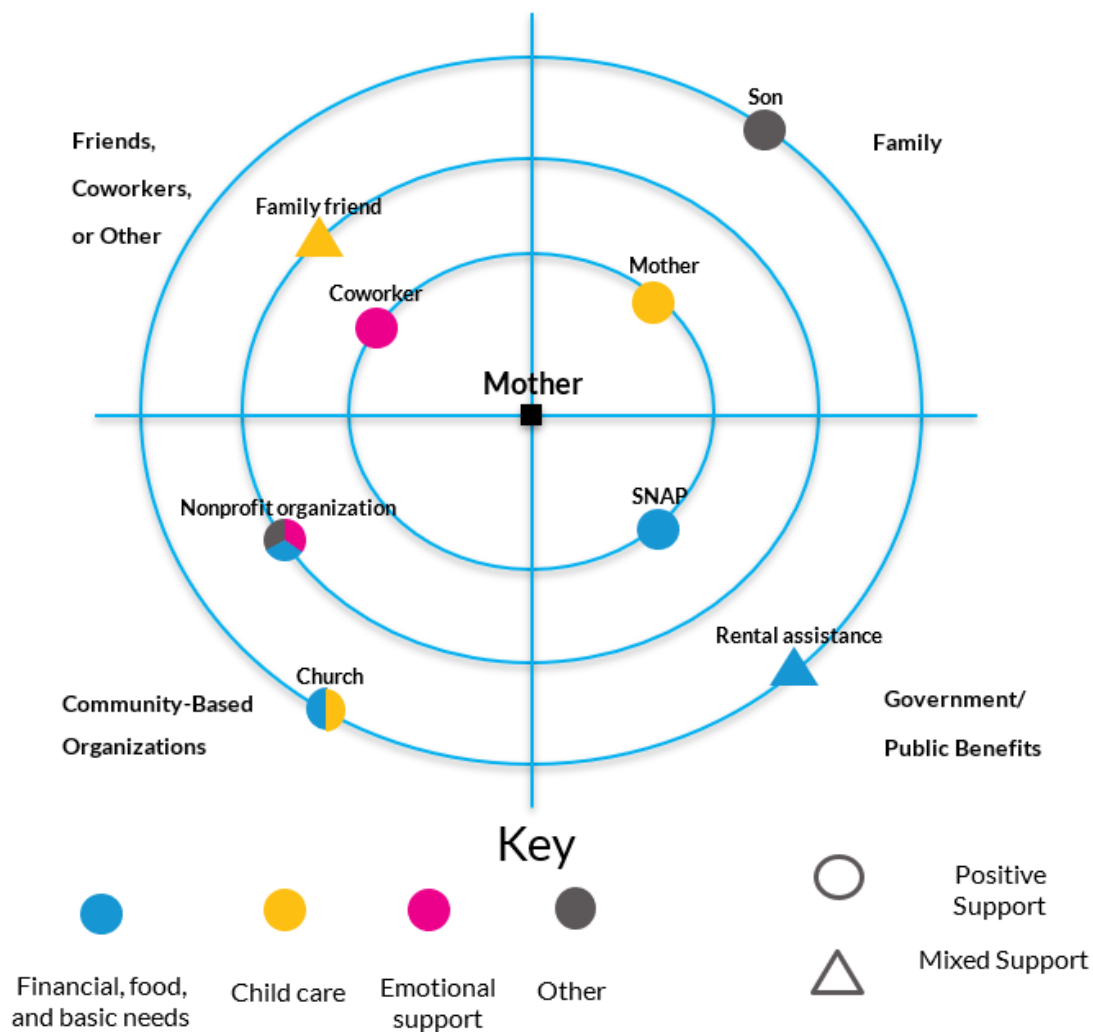 Son
Friends,
Coworkers,
or Other
Family
Family friend
Mother
Coworker
Mother
SNAP
Nonprofit organization
Rental assistance
Church
Community-Based
Organizations
Government/
Public Benefits
Key
Financial, food,
and basic needs
Child care
Emotional
support
Other
Positive
Support
Mixed Support